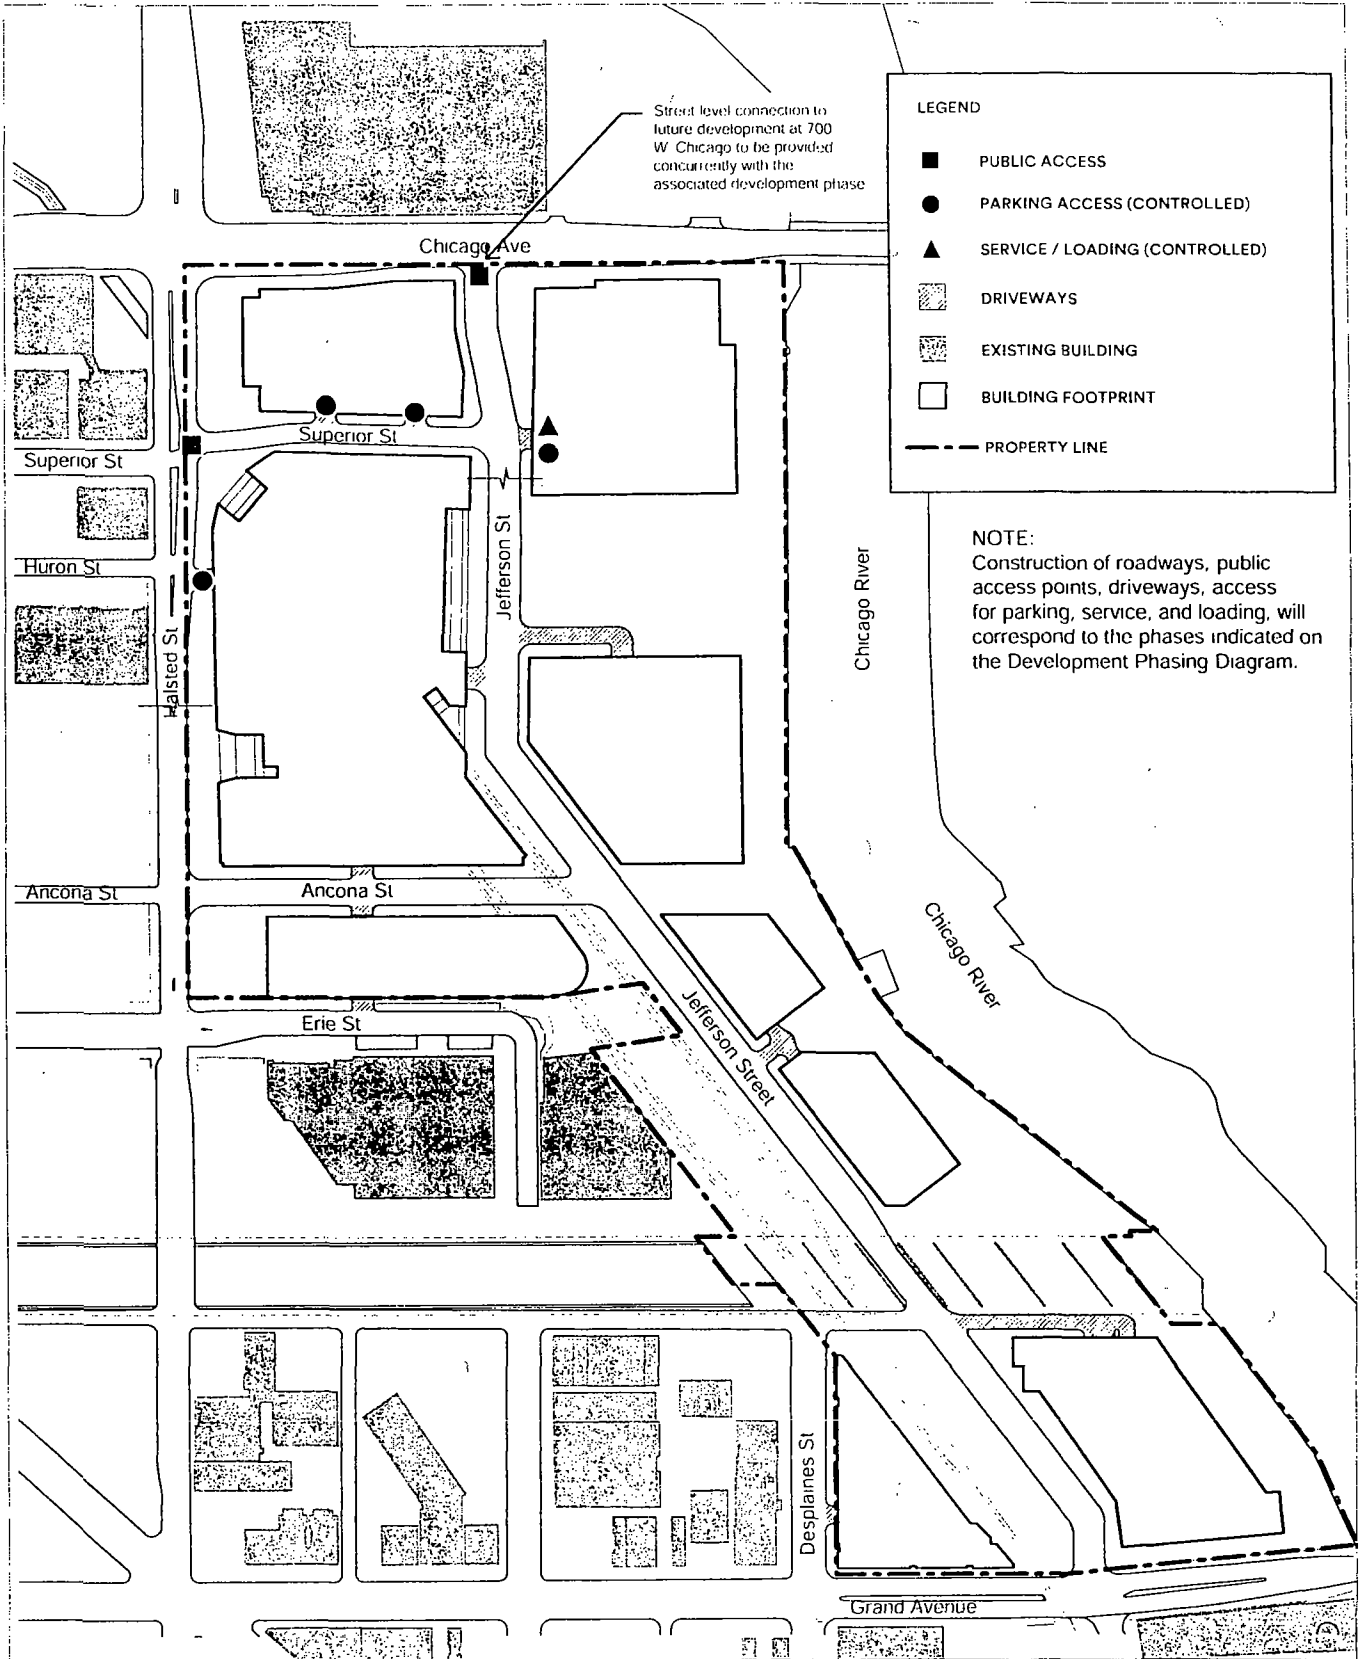 Street level connection to
future development at 700
W Chicago to be provided
concurrently with the
associated development phase
LEGEND
PUBLIC ACCESS
PARKING ACCESS (CONTROLLED)
SERVICE / LOADING (CONTROLLED)
DRIVEWAYS
EXISTING BUILDING
BUILDING FOOTPRINT
PROPERTY LINE
NOTE:
Construction of roadways, public
access points, driveways, access
for parking, service, and loading, will
correspond to the phases indicated on
the Development Phasing Diagram.
Chicago Ave
Superior St
Superior St
Jefferson St
Huron St
Halsted St
Chicago River
Ancona St
Ancona St
Chicago River
Erie St
Jefferson Street
Desplaines St
Grand Avenue